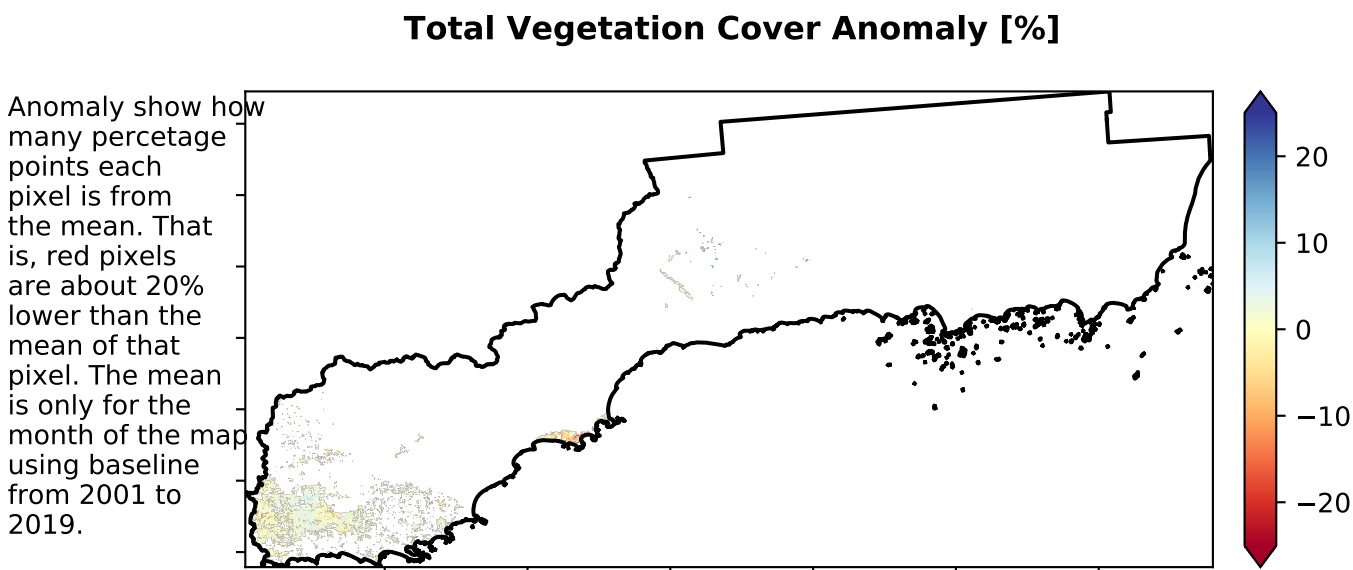 Total Vegetation Cover Anomaly [%]
Anomaly show how
many percetage
points each
pixel is from
the mean. That
is, red pixels
are about 20%
lower than the
mean of that
pixel. The mean
is only for the
month of the map
using baseline
from 2001 to
2019.
20
10
0
−10
−20